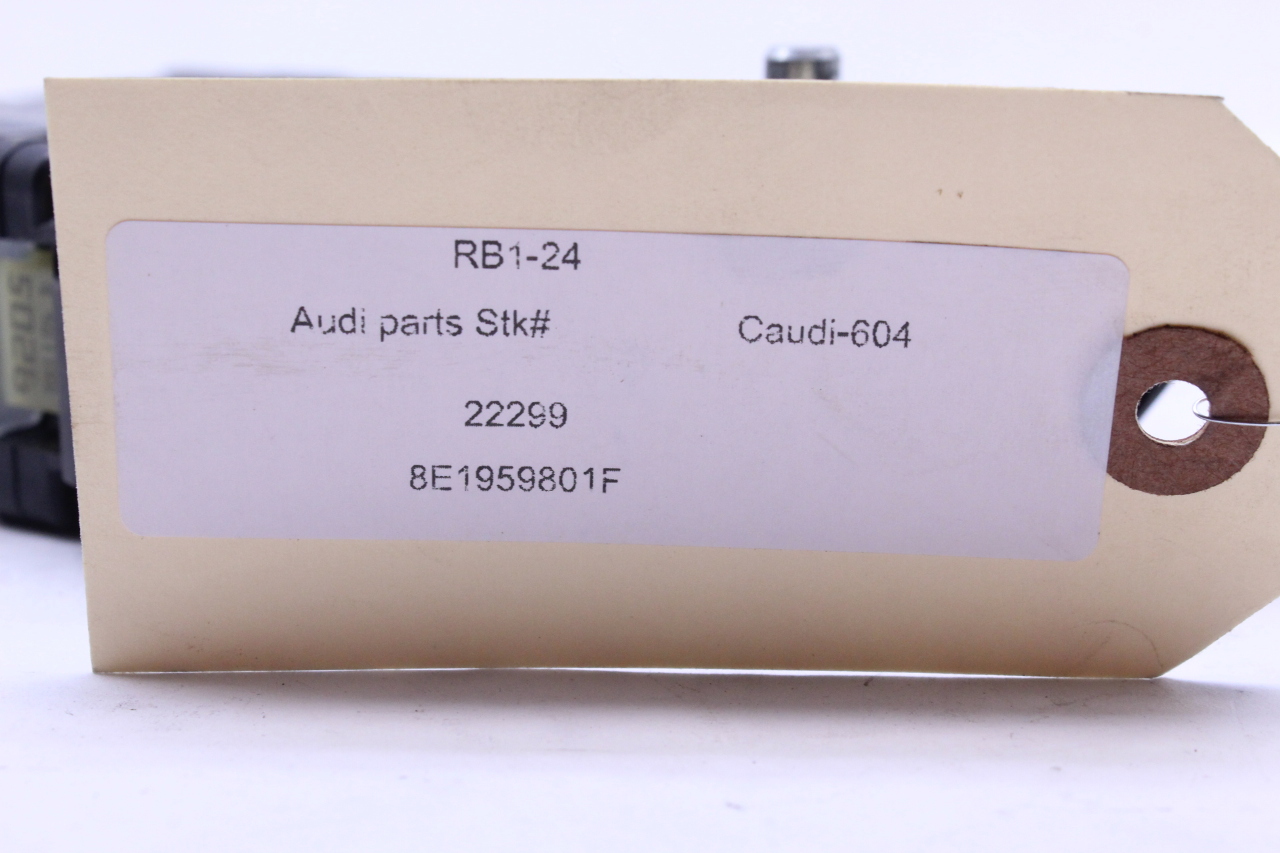 RB1-24
Audi parts Stk# Caudi-604
22299
8E1959801F